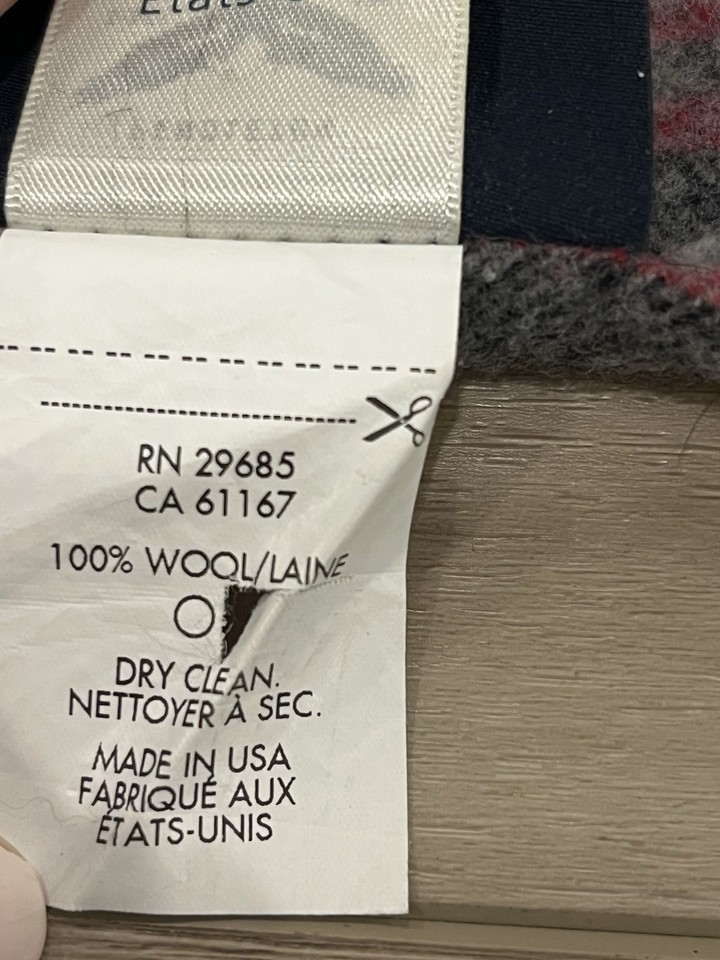 RN 29685
CA 61167
100% WOOL/LAINE
DRY CLEAN.
NETTOYER À SEC.
MADE IN USA
FABRIQUÉ AUX
ÉTATS-UNIS